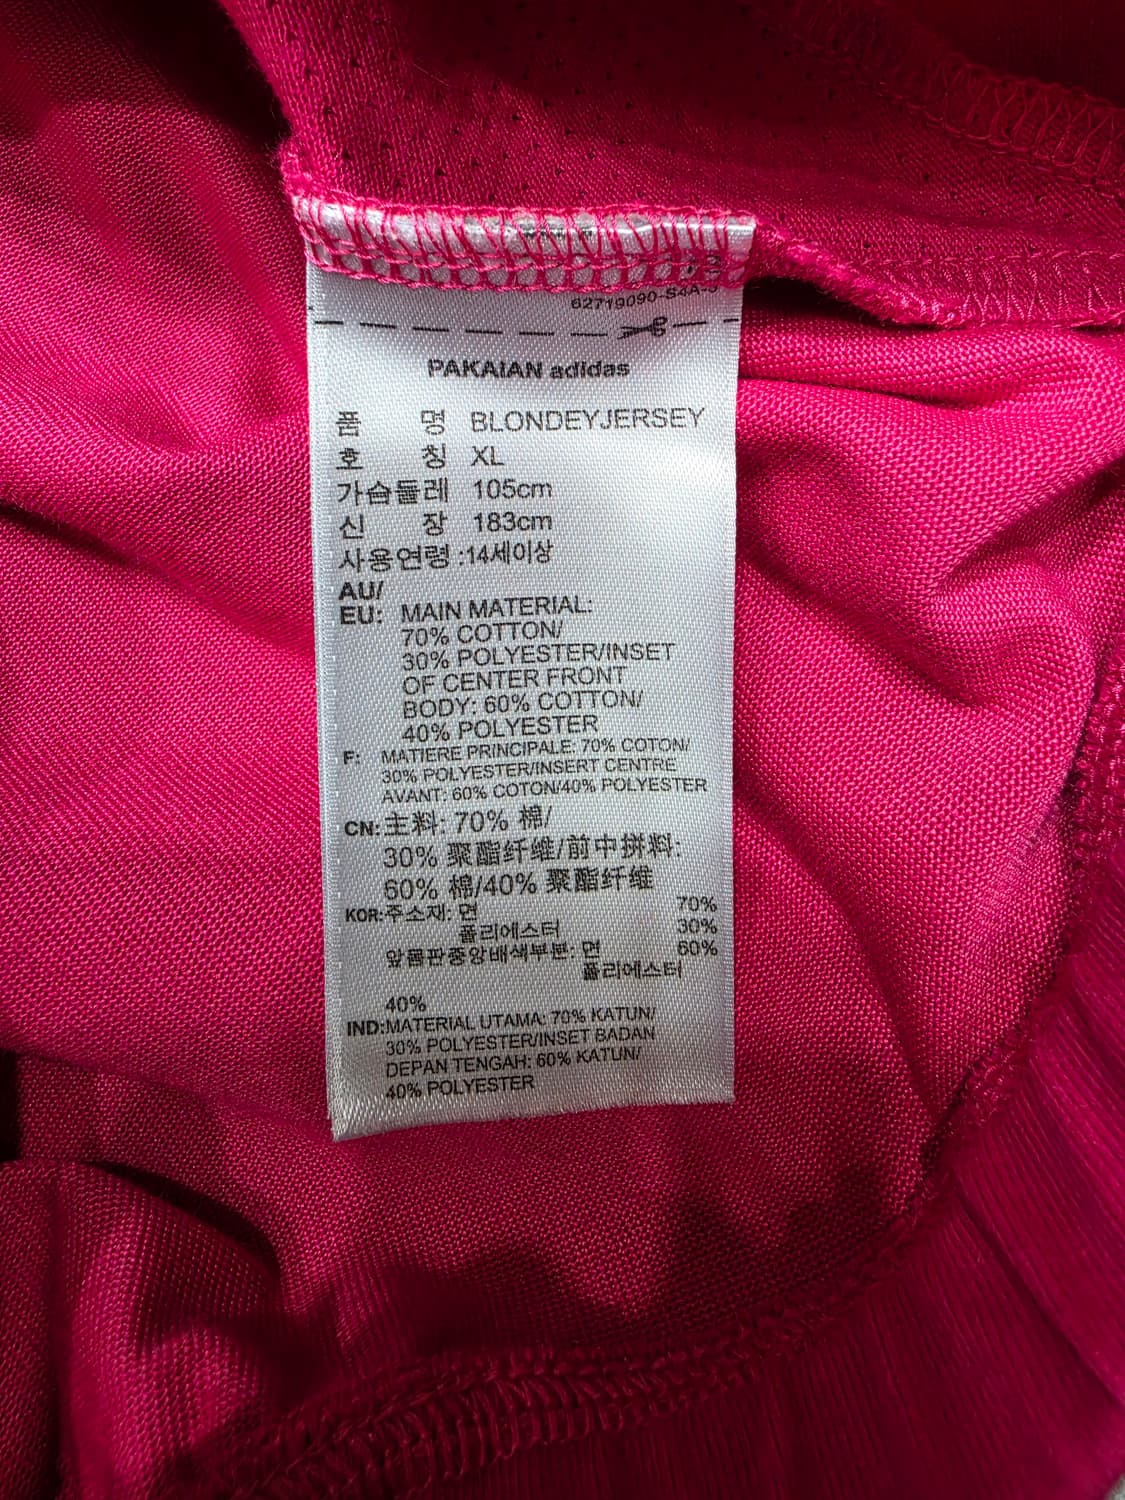 62719090-S4A-3
PAKAIAN adidas
품 명 BLONDEYJERSEY
호 칭 XL
가슴들레 105cm
신 장 183cm
사용연령 :14세이상
AU/
EU: MAIN MATERIAL:
70% COTTON/
30% POLYESTER/INSET
OF CENTER FRONT
BODY: 60% COTTON/
40% POLYESTER
F: MATIERE PRINCIPALE: 70% COTON/
30% POLYESTER/INSERT CENTRE
AVANT: 60% COTON/40% POLYESTER
CN: 主料: 70% 棉/
30% 聚酯纤维/前中拼料:
60% 棉/40% 聚酯纤维
KOR: 주소재: 면 70%
폴리에스터 30%
앞몸판중앙배색부분: 면 60%
폴리에스터
40%
IND: MATERIAL UTAMA: 70% KATUN/
30% POLYESTER/INSET BADAN
DEPAN TENGAH: 60% KATUN/
40% POLYESTER